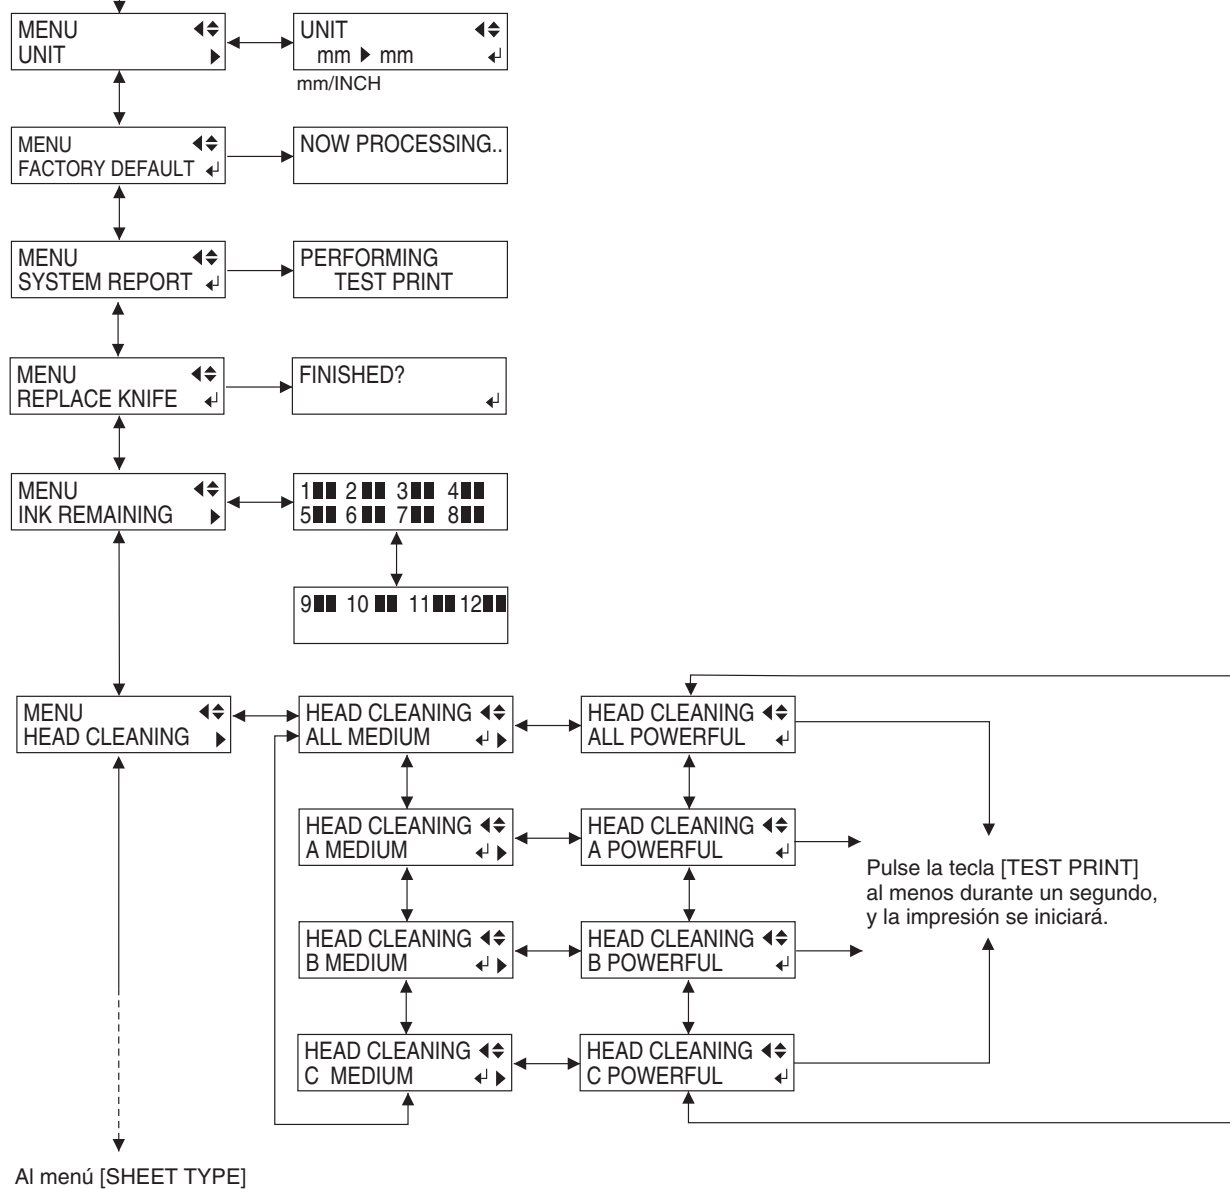 MENU
UNIT
UNIT
mm ▶ mm
mm/INCH
MENU
FACTORY DEFAULT
NOW PROCESSING..
MENU
SYSTEM REPORT
PERFORMING
TEST PRINT
MENU
REPLACE KNIFE
FINISHED?
MENU
INK REMAINING
1■■ 2■■ 3■■ 4■■
5■■ 6■■ 7■■ 8■■
9■■ 10■■ 11■■ 12■■
MENU
HEAD CLEANING
HEAD CLEANING
ALL MEDIUM
HEAD CLEANING
ALL POWERFUL
HEAD CLEANING
A MEDIUM
HEAD CLEANING
A POWERFUL
HEAD CLEANING
B MEDIUM
HEAD CLEANING
B POWERFUL
HEAD CLEANING
C MEDIUM
HEAD CLEANING
C POWERFUL
Pulse la tecla [TEST PRINT]
al menos durante un segundo,
y la impresión se iniciará.
Al menú [SHEET TYPE]